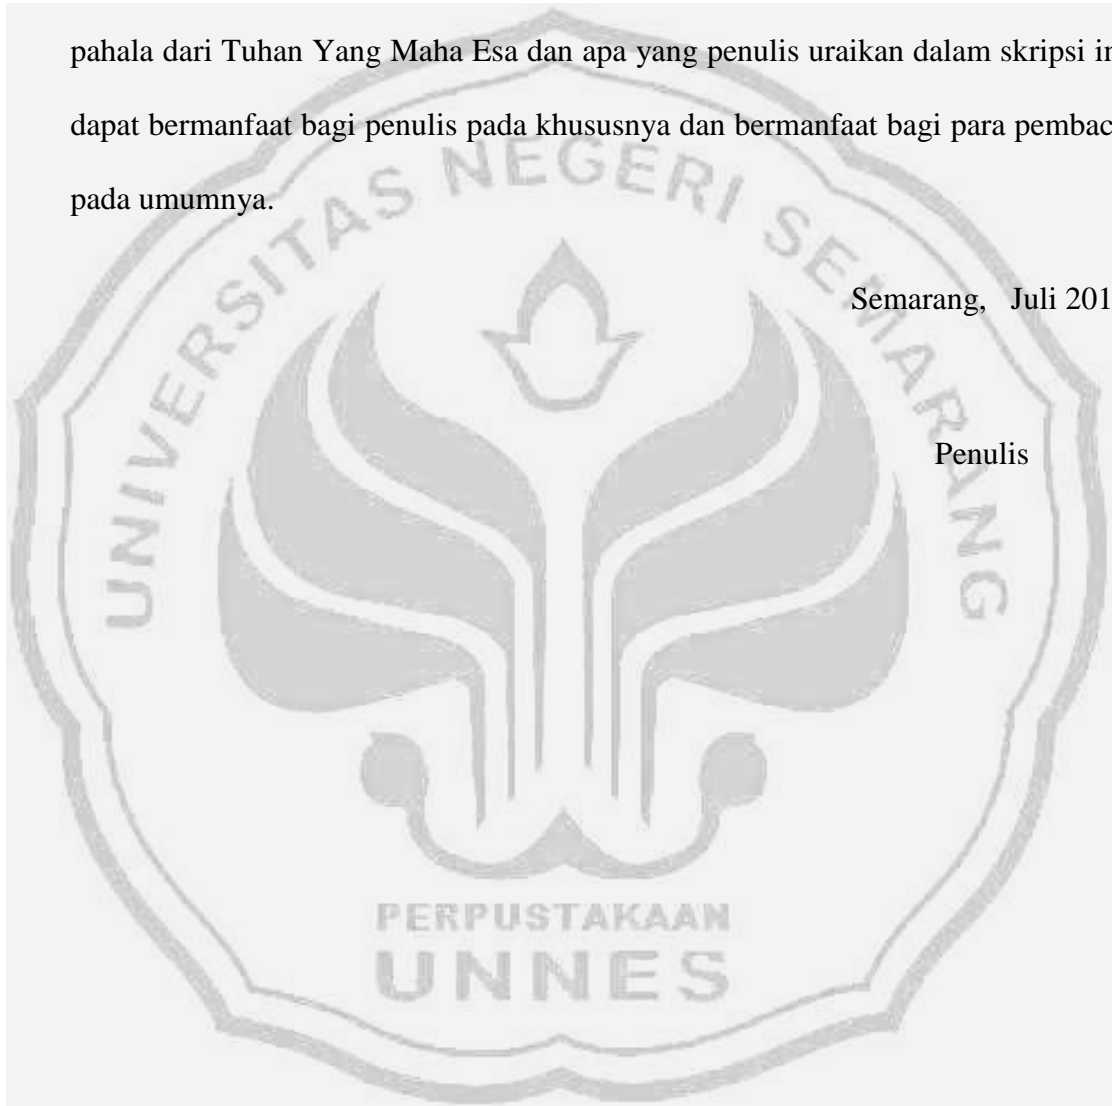 pahala dari Tuhan Yang Maha Esa dan apa yang penulis uraikan dalam skripsi in
dapat bermanfaat bagi penulis pada khususnya dan bermanfaat bagi para pembac
pada umumnya.
Semarang, Juli 201
Penulis
UNIVERSITAS NEGERI SEMARANG
PERPUSTAKAAN
UNNES